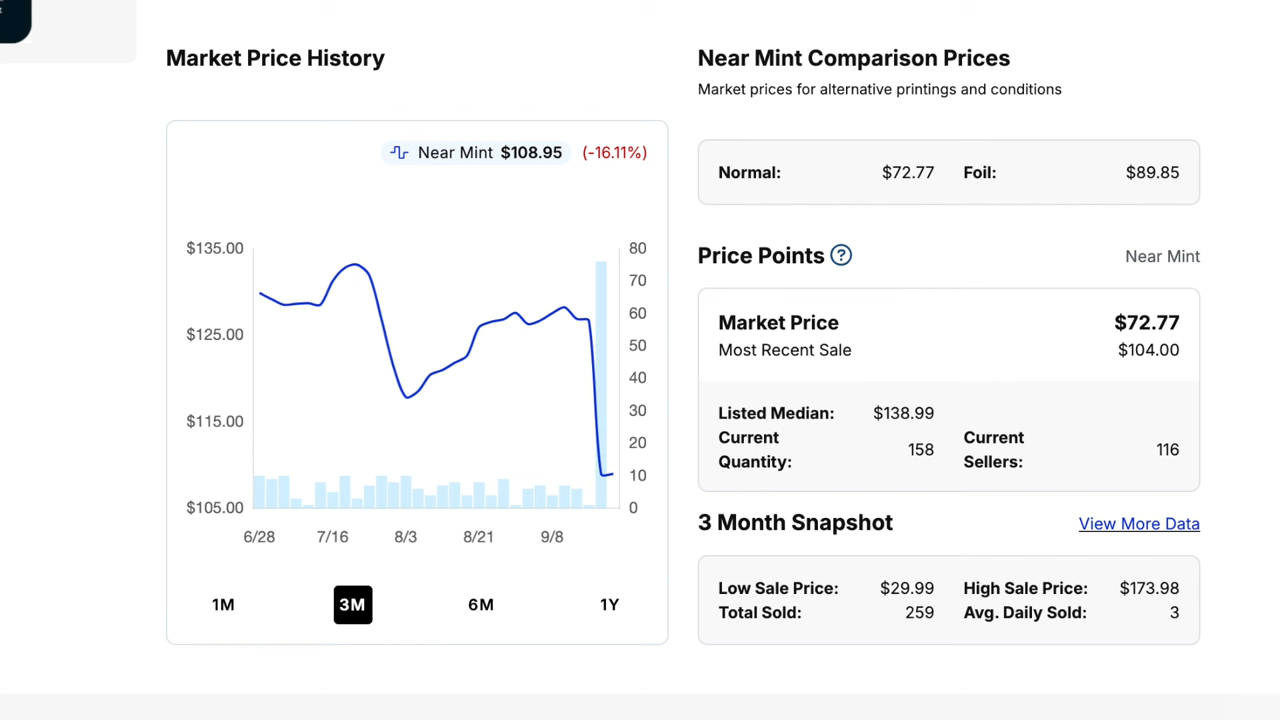 Market Price History
Near Mint $108.95 (-16.11%)
$135.00
$125.00
$115.00
$105.00
80
70
60
50
40
30
20
10
0
6/28 7/16 8/3 8/21 9/8
1M 3M 6M 1Y
Near Mint Comparison Prices
Market prices for alternative printings and conditions
Normal: $72.77 Foil: $89.85
Price Points ? Near Mint
Market Price $72.77
Most Recent Sale $104.00
Listed Median: $138.99
Current Quantity: 158 Current Sellers: 116
3 Month Snapshot View More Data
Low Sale Price: $29.99 High Sale Price: $173.98
Total Sold: 259 Avg. Daily Sold: 3